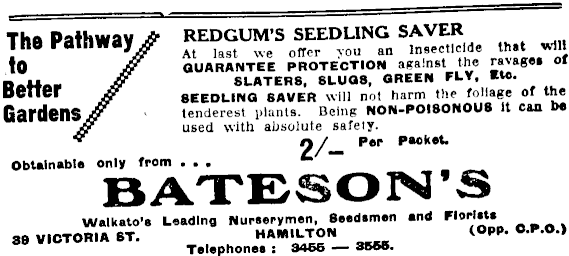 The Pathway
to
Better
Gardens
REDGUM'S SEEDLING SAVER
At last we offer you an Insecticide that will
GUARANTEE PROTECTION against the ravages of
SLATERS, SLUGS, GREEN FLY, Etc.
SEEDLING SAVER will not harm the foliage of the
tenderest plants. Being NON-POISONOUS it can be
used with absolute safety.
2/- Per Packet.
Obtainable only from . . .
BATESON'S
Waikato's Leading Nurserymen, Seedsmen and Florists
39 VICTORIA ST. HAMILTON (Opp. C.P.O.)
Telephones : 3455 — 3555.